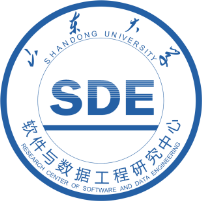 山东大学
SHANDONG UNIVERSITY
SDE
软件与数据工程研究中心
RESEARCH CENTER OF SOFTWARE AND DATA ENGINEERING